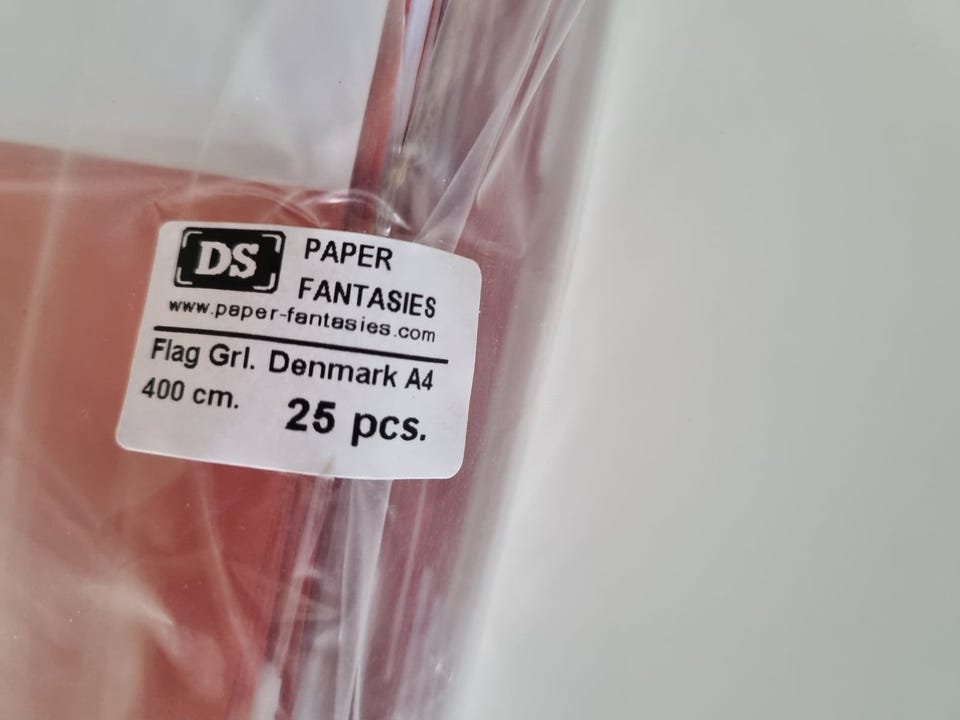 DS PAPER
FANTASIES
www.paper-fantasies.com
Flag Grl. Denmark A4
400 cm. 25 pcs.